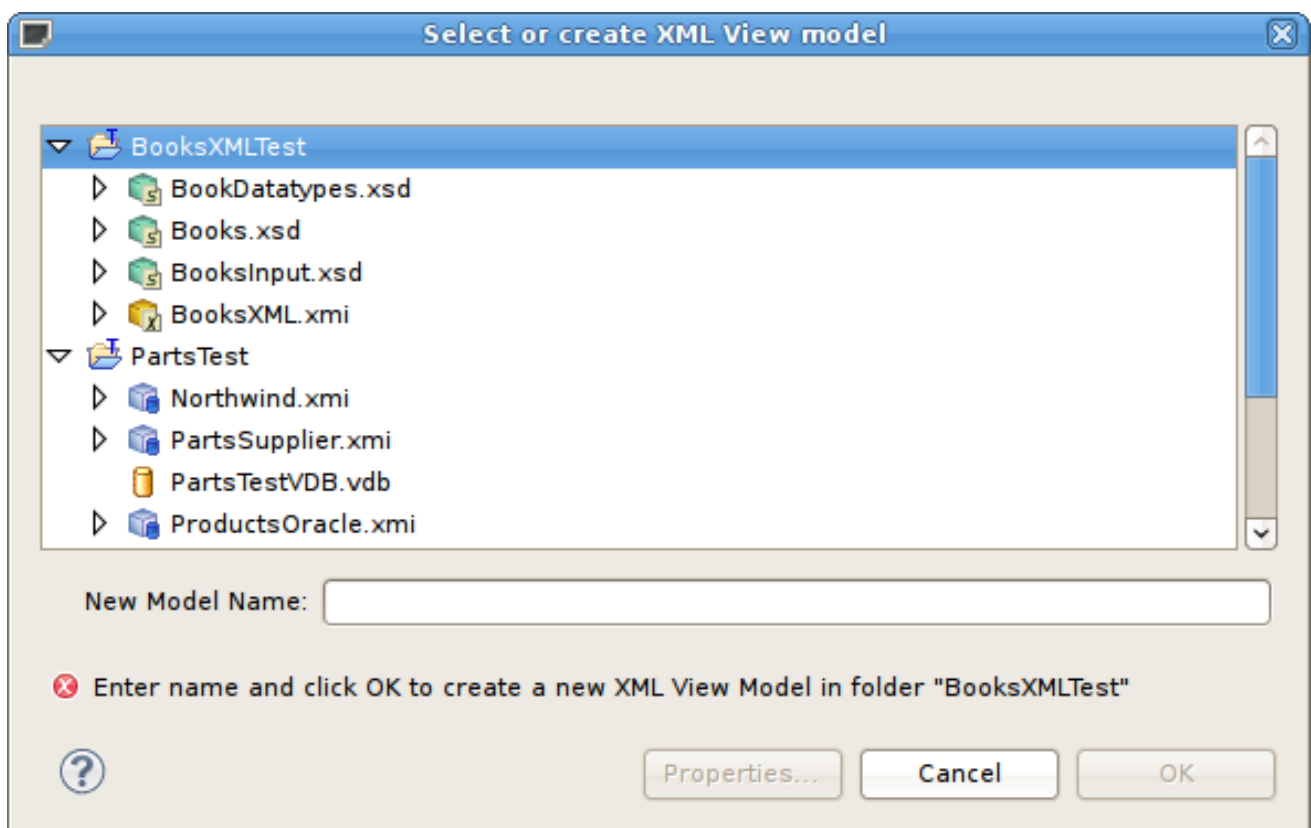 Select or create XML View model
BooksXMLTest
BookDatatypes.xsd
Books.xsd
BooksInput.xsd
BooksXML.xmi
PartsTest
Northwind.xmi
PartsSupplier.xmi
PartsTestVDB.vdb
ProductsOracle.xmi
New Model Name:
Enter name and click OK to create a new XML View Model in folder "BooksXMLTest"
? Properties... Cancel OK